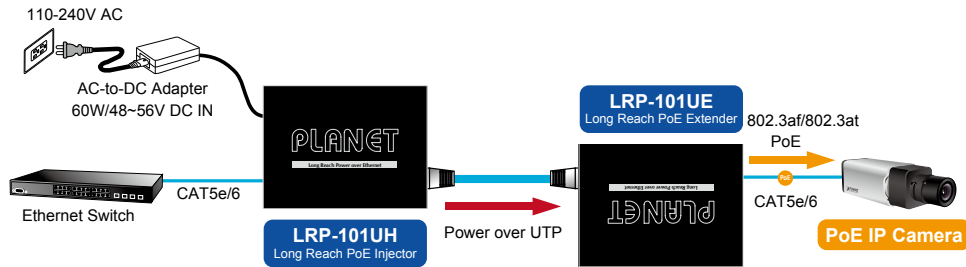 110-240V AC
AC-to-DC Adapter
60W/48~56V DC IN
PLANET
Long Reach Power over Ethernet
LRP-101UH
Long Reach PoE Injector
CAT5e/6
Ethernet Switch
Power over UTP
LRP-101UE
Long Reach PoE Extender
Long Reach Power over Ethernet
PLANET
802.3af/802.3at
PoE
PoE
CAT5e/6
PoE IP Camera